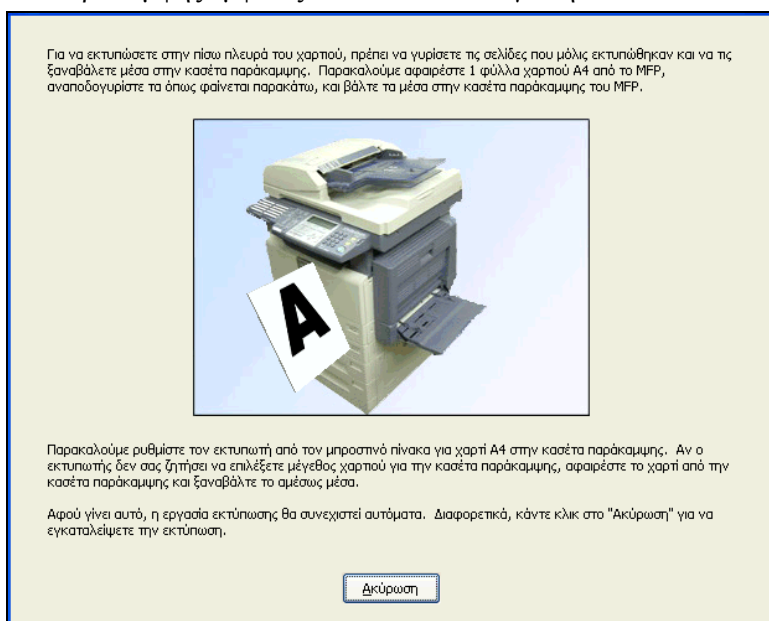 Για να εκτυπώσετε στην πίσω πλευρά του χαρτιού, πρέπει να γυρίσετε τις σελίδες που μόλις εκτυπώθηκαν και να τις
ξαναβάλετε μέσα στην κασέτα παράκαμψης. Παρακαλούμε αφαιρέστε 1 φύλλα χαρτιού A4 από το MFP,
αναποδογυρίστε τα όπως φαίνεται παρακάτω, και βάλτε τα μέσα στην κασέτα παράκαμψης του MFP.
A
Παρακαλούμε ρυθμίστε τον εκτυπωτή από τον μπροστινό πίνακα για χαρτί A4 στην κασέτα παράκαμψης. Αν ο
εκτυπωτής δεν σας ζητήσει να επιλέξετε μέγεθος χαρτιού για την κασέτα παράκαμψης, αφαιρέστε το χαρτί από την
κασέτα παράκαμψης και ξαναβάλτε το αμέσως μέσα.
Αφού γίνει αυτό, η εργασία εκτύπωσης θα συνεχιστεί αυτόματα. Διαφορετικά, κάντε κλικ στο "Ακύρωση" για να
εγκαταλείψετε την εκτύπωση.
Ακύρωση